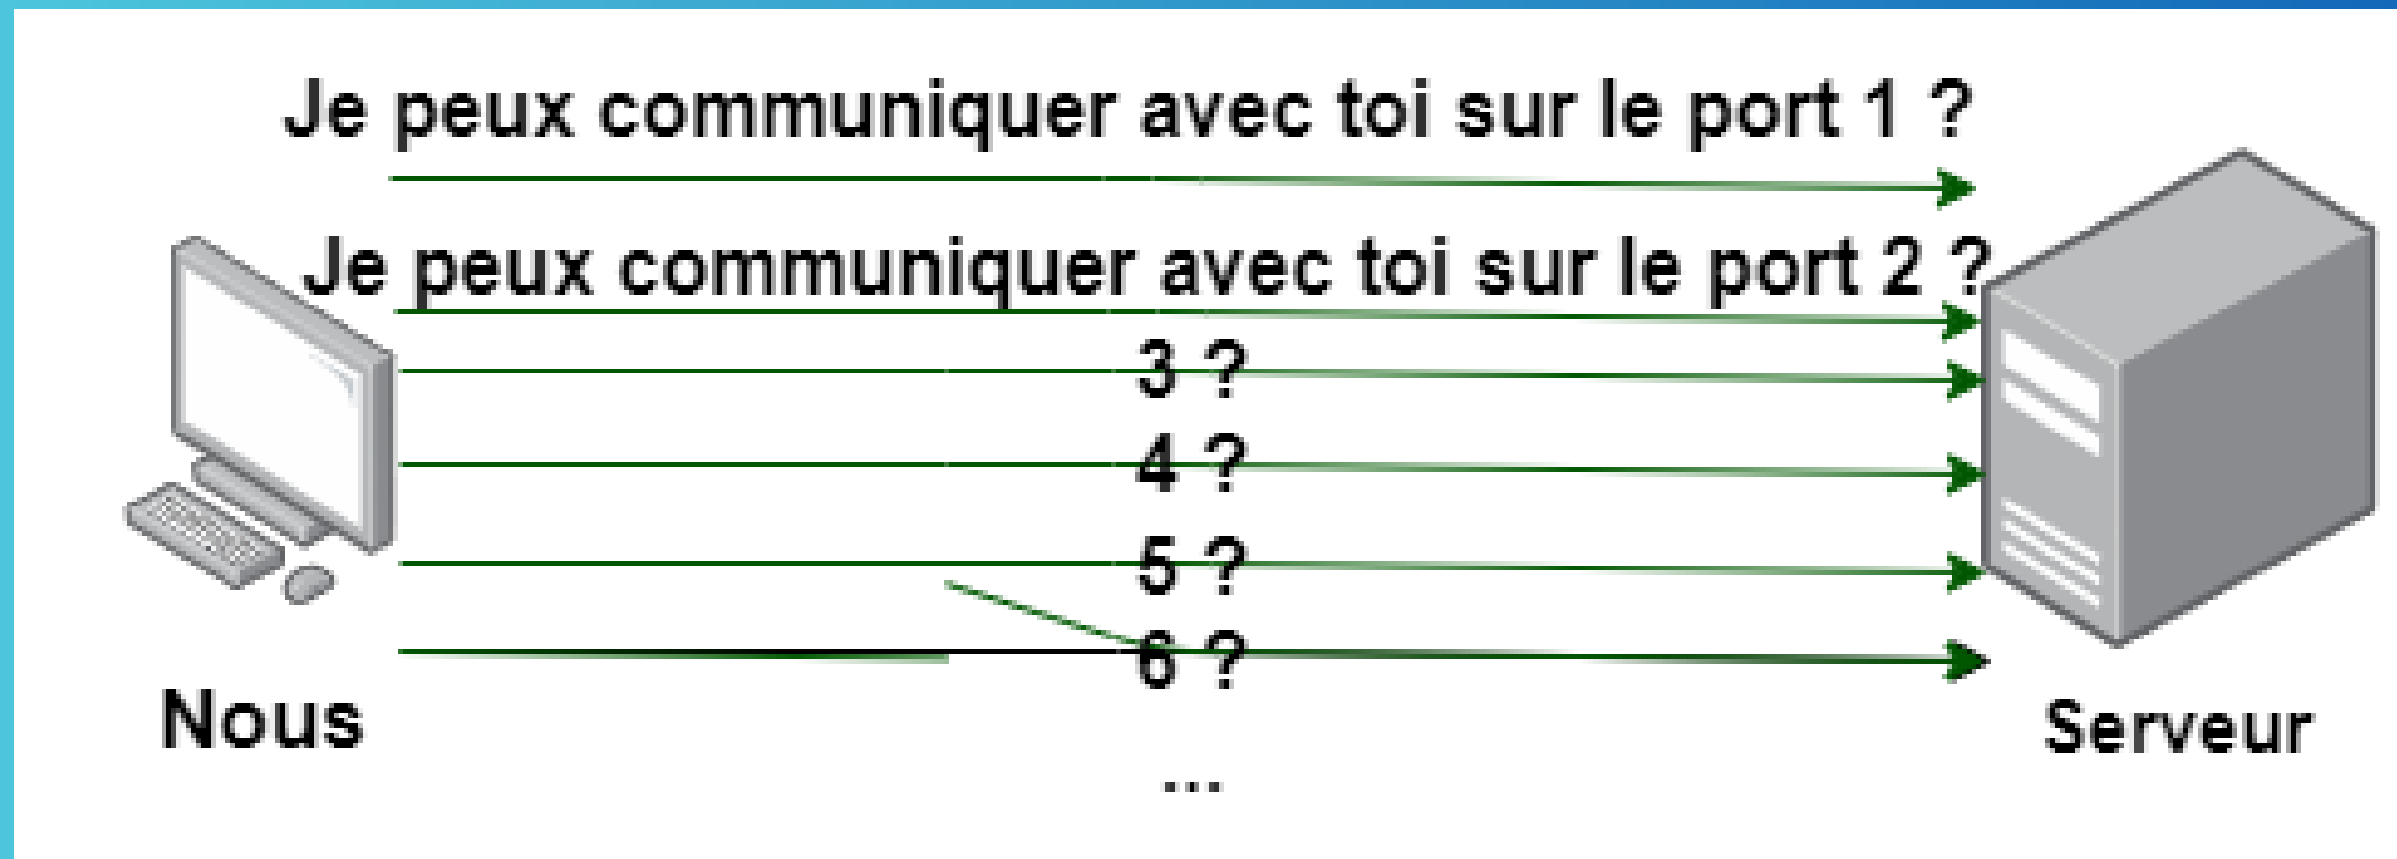 Je peux communiquer avec toi sur le port 1 ?
Je peux communiquer avec toi sur le port 2 ?
3 ?
4 ?
5 ?
6 ?
Nous
Serveur
...